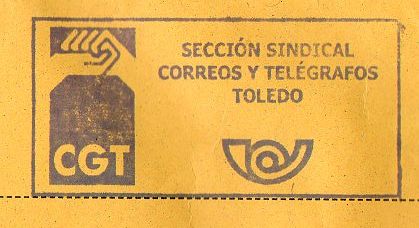 SECCIÓN SINDICAL
CORREOS Y TELÉGRAFOS
TOLEDO
CGT